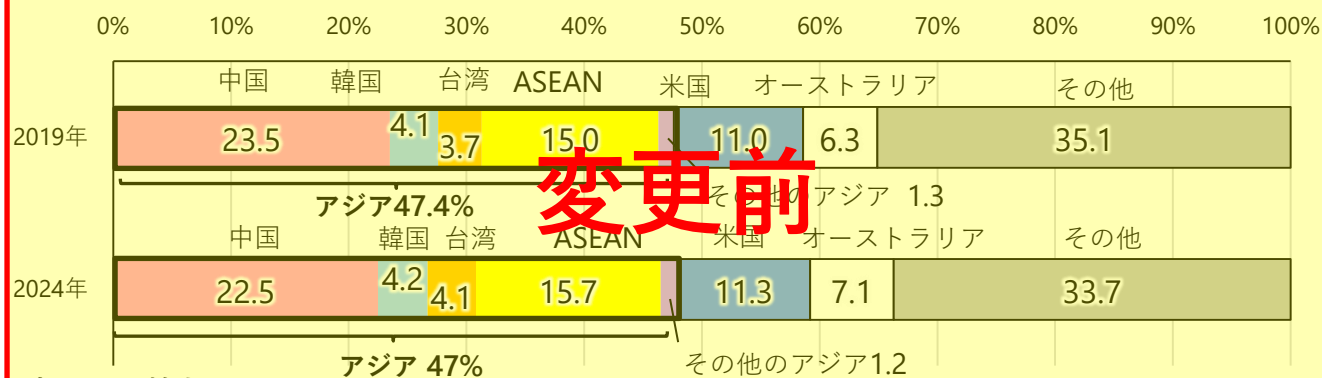 0% 10% 20% 30% 40% 50% 60% 70% 80% 90% 100%
中国 韓国 台湾 ASEAN 米国 オーストラリア その他
2019年 23.5 4.1 3.7 15.0 11.0 6.3 35.1
変更前
アジア47.4% その他のアジア 1.3
中国 韓国 台湾 ASEAN 米国 オーストラリア その他
2024年 22.5 4.2 4.1 15.7 11.3 7.1 33.7
アジア 47% その他のアジア1.2